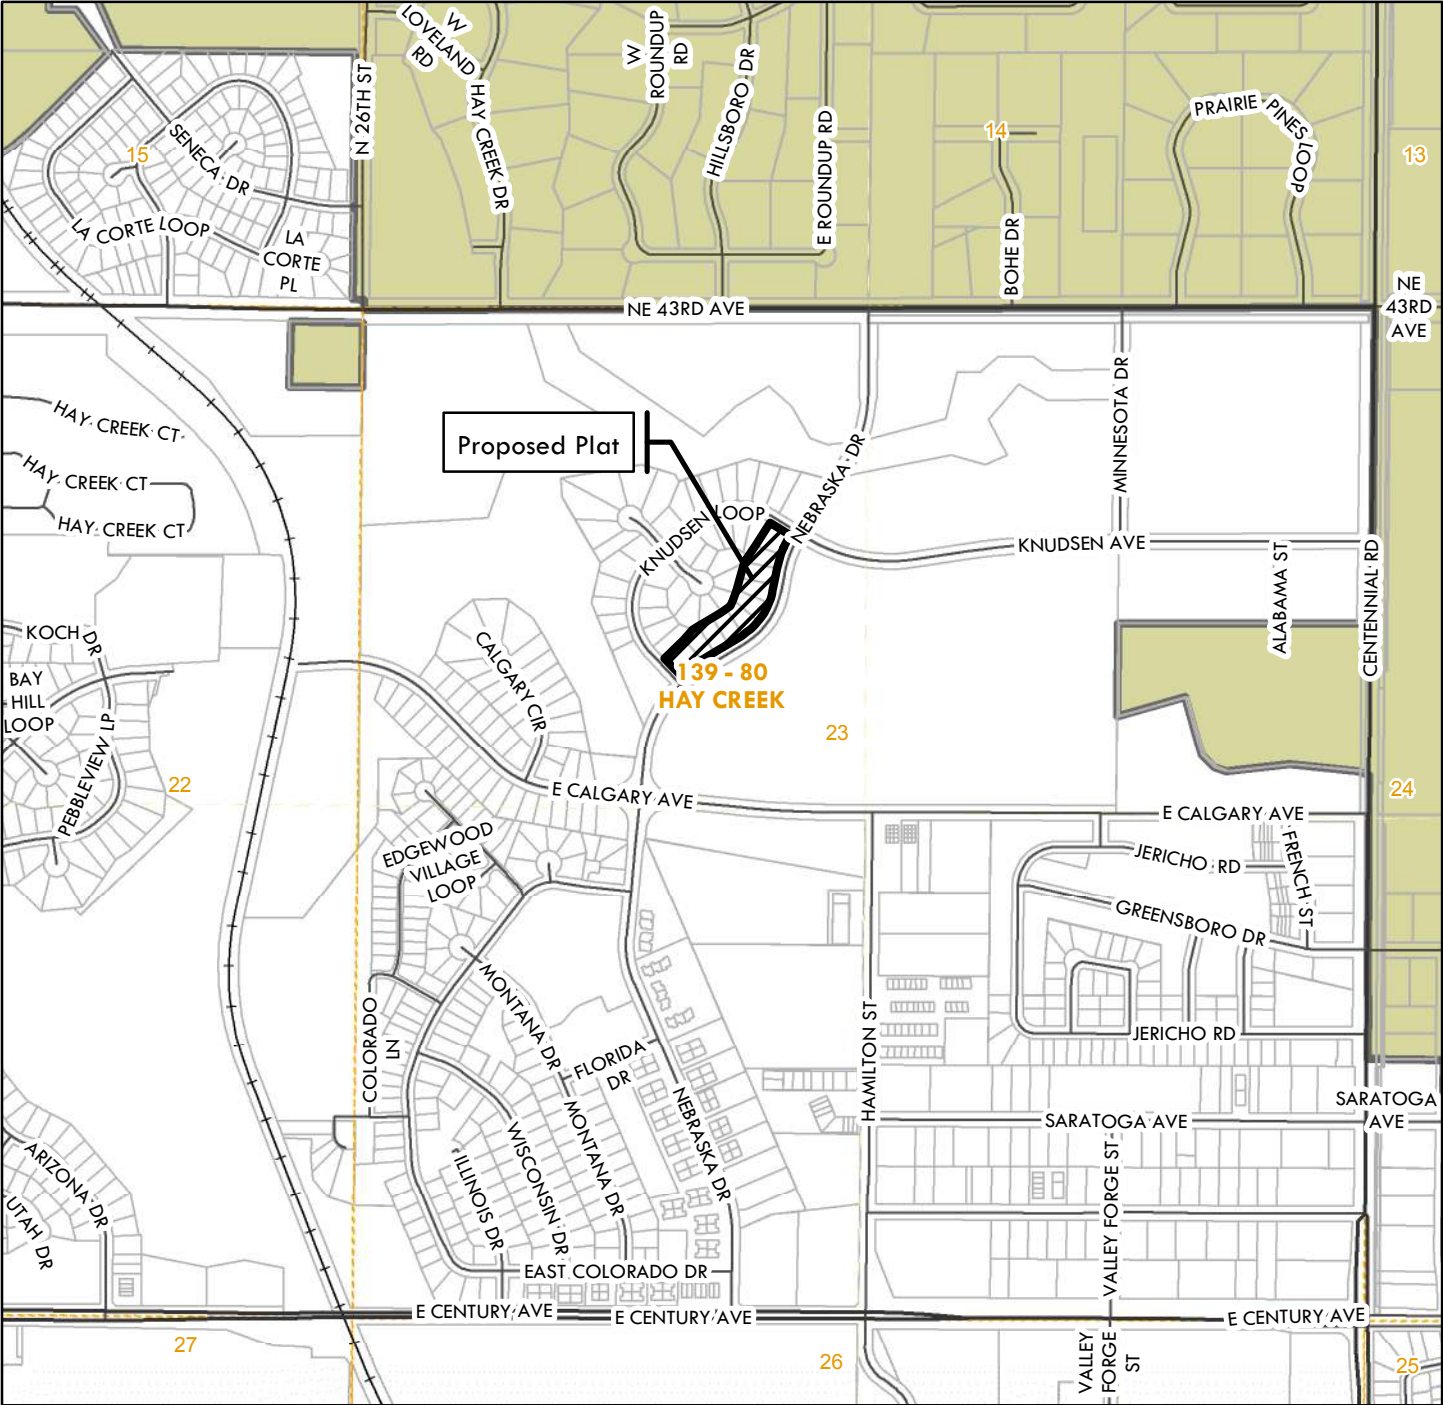 W
LOVELAND
RD
HAY CREEK DR
N 26TH ST
W
ROUNDUP
RD
HILLSBORO DR
E ROUNDUP RD
14
BOHE DR
PRAIRIE PINES LOOP
13
15
SENECA DR
LA CORTE LOOP
LA
CORTE
PL
NE 43RD AVE
NE
43RD
AVE
HAY CREEK CT
HAY CREEK CT
HAY CREEK CT
Proposed Plat
KNUDSEN LOOP
NEBRASKA DR
MINNESOTA DR
KNUDSEN AVE
ALABAMA ST
CENTENNIAL RD
KOCH DR
BAY
HILL
LOOP
PEBBLEVIEW LP
CALGARY CIR
139 - 80
HAY CREEK
23
22
24
E CALGARY AVE
E CALGARY AVE
EDGEWOOD
VILLAGE
LOOP
JERICHO RD
FRENCH ST
GREENSBORO DR
MONTANA DR
COLORADO
LN
FLORIDA
DR
HAMILTON ST
JERICHO RD
NEBRASKA DR
MONTANA DR
WISCONSIN DR
ILLINOIS DR
SARATOGA AVE
SARATOGA
AVE
VALLEY FORGE ST
ARIZONA DR
UTAH DR
EAST COLORADO DR
E CENTURY AVE
E CENTURY AVE
E CENTURY AVE
27
26
VALLEY
FORGE
ST
25